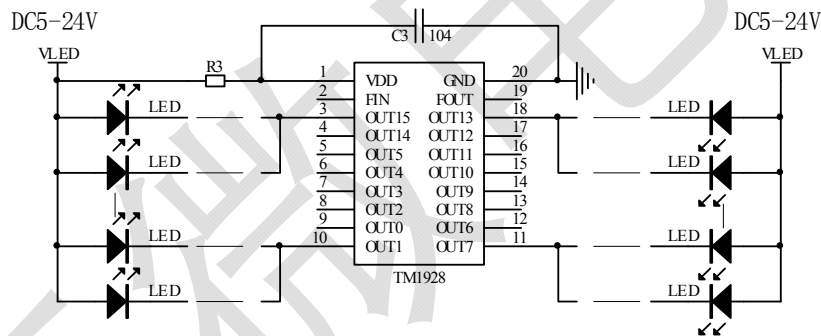 DC5-24V
DC5-24V
VLED
VLED
C3
104
R3
LED
LED
LED
LED
LED
LED
LED
LED
1 VDD GND 20
2 FIN FOUT 19
3 OUT15 OUT13 18
4 OUT14 OUT12 17
5 OUT5 OUT11 16
6 OUT4 OUT10 15
7 OUT3 OUT9 14
8 OUT2 OUT8 13
9 OUT0 OUT6 12
10 OUT1 OUT7 11
TM1928
微